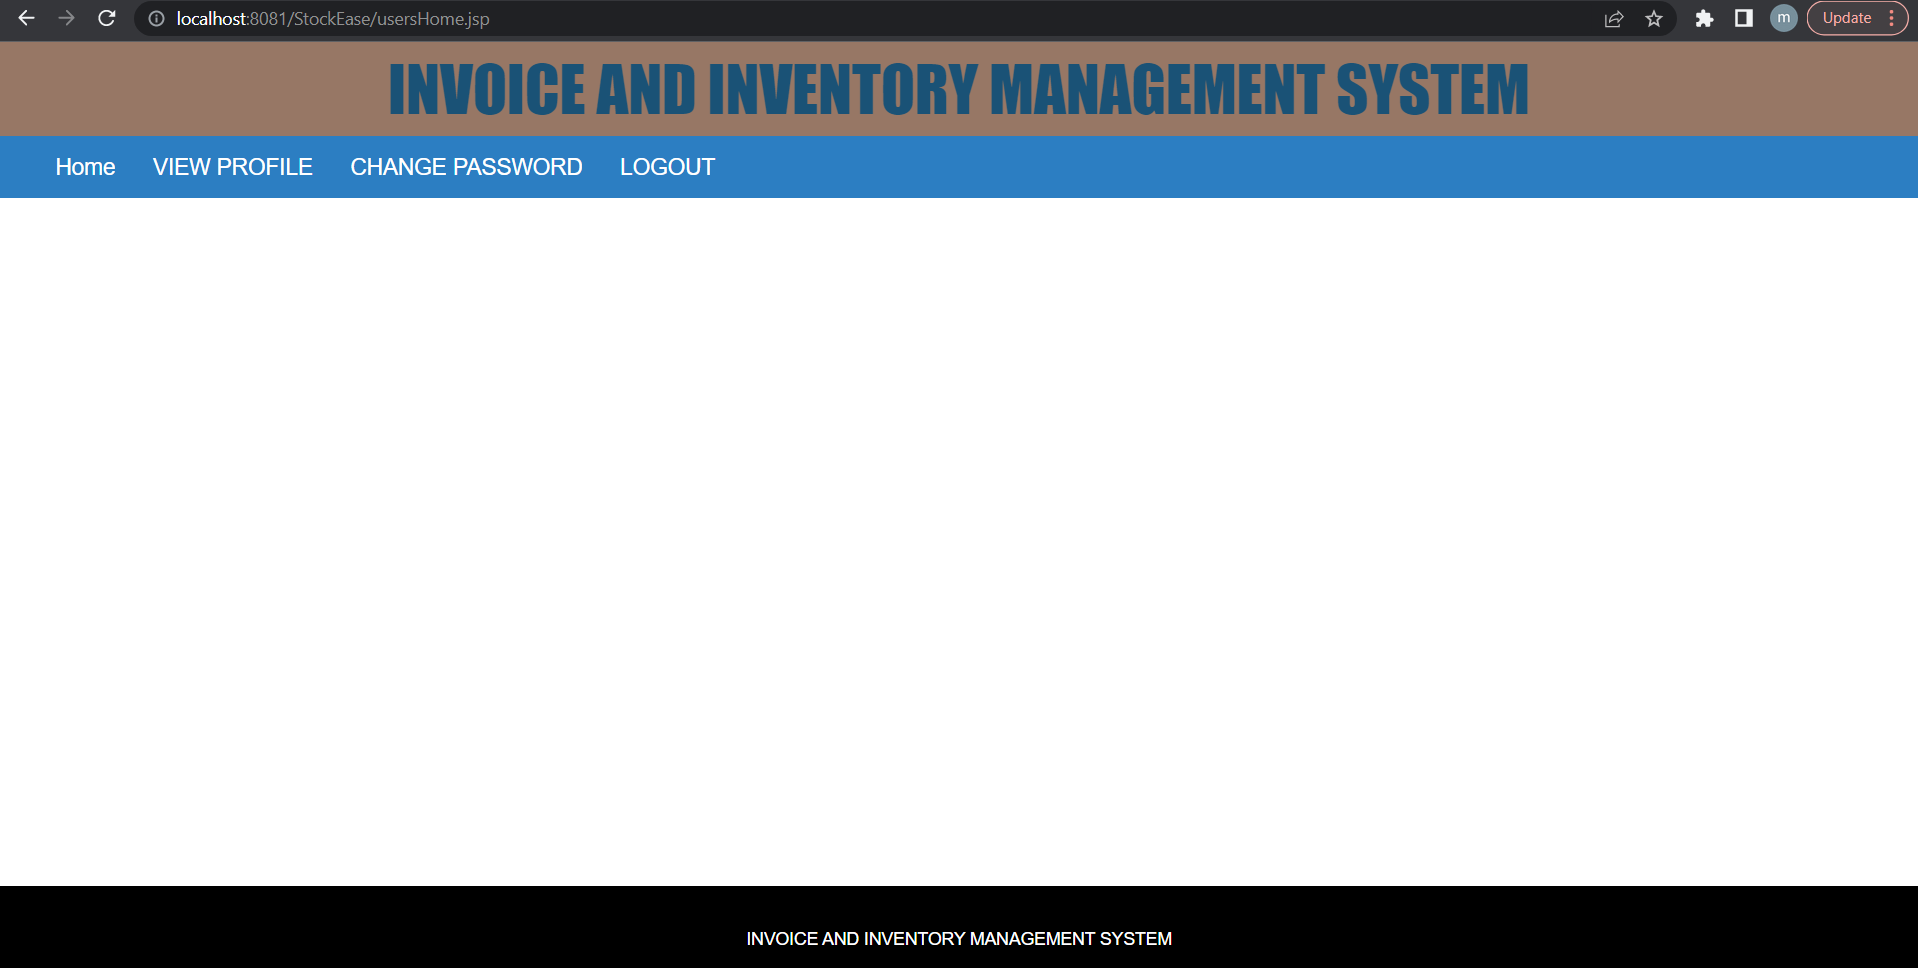 localhost:8081/StockEase/usersHome.jsp
m
Update
INVOICE AND INVENTORY MANAGEMENT SYSTEM
Home VIEW PROFILE CHANGE PASSWORD LOGOUT
INVOICE AND INVENTORY MANAGEMENT SYSTEM